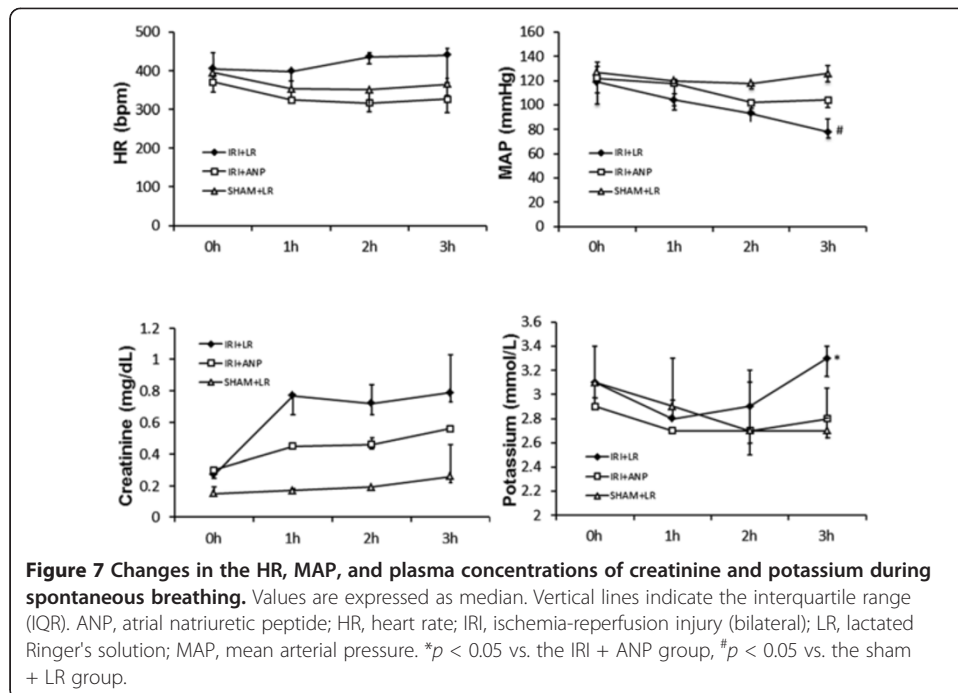 500
400
300
200
100
0
HR (bpm)
IRI+LR
IRI+ANP
SHAM+LR
0h 1h 2h 3h
160
140
120
100
80
60
40
20
0
MAP (mmHg)
#
IRI+LR
IRI+ANP
SHAM+LR
0h 1h 2h 3h
1.2
1
0.8
0.6
0.4
0.2
0
Creatinine (mg/dL)
IRI+LR
IRI+ANP
SHAM+LR
0h 1h 2h 3h
3.6
3.4
3.2
3
2.8
2.6
2.4
2.2
2
Potassium (mmol/L)
*
IRI+LR
IRI+ANP
SHAM+LR
0h 1h 2h 3h
Figure 7 Changes in the HR, MAP, and plasma concentrations of creatinine and potassium during
spontaneous breathing. Values are expressed as median. Vertical lines indicate the interquartile range
(IQR). ANP, atrial natriuretic peptide; HR, heart rate; IRI, ischemia-reperfusion injury (bilateral); LR, lactated
Ringer's solution; MAP, mean arterial pressure. *p < 0.05 vs. the IRI + ANP group, #p < 0.05 vs. the sham
+ LR group.